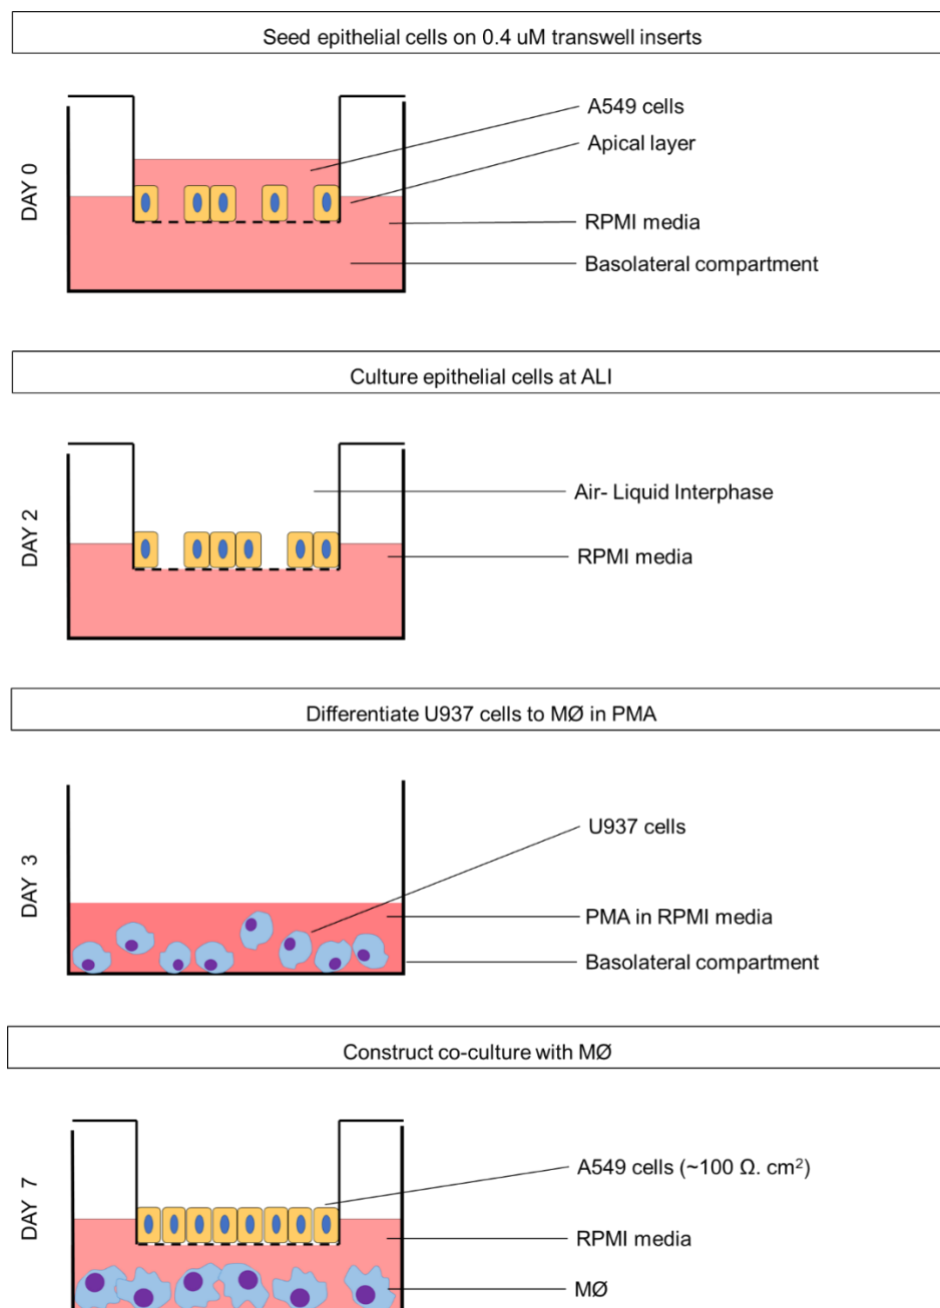 Seed epithelial cells on 0.4 uM transwell inserts
DAY 0
A549 cells
Apical layer
RPMI media
Basolateral compartment
Culture epithelial cells at ALI
DAY 2
Air- Liquid Interphase
RPMI media
Differentiate U937 cells to MØ in PMA
DAY 3
U937 cells
PMA in RPMI media
Basolateral compartment
Construct co-culture with MØ
DAY 7
A549 cells (~100 Ω. cm²)
RPMI media
MØ